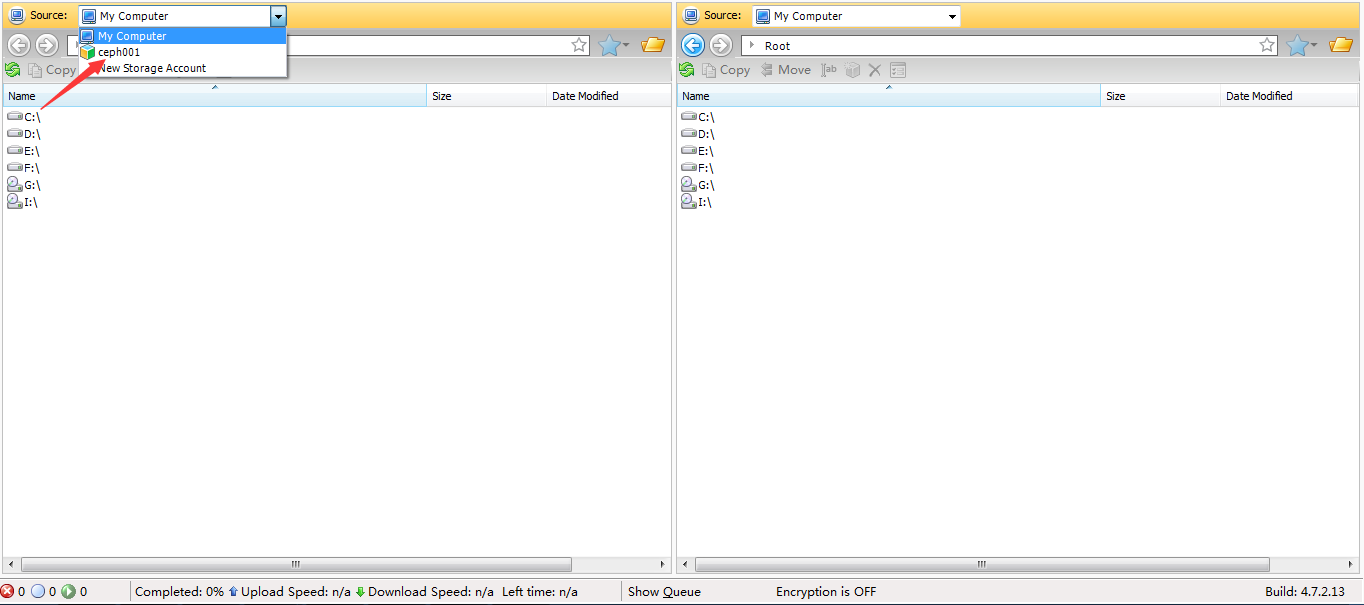 Source: My Computer
My Computer
ceph001
New Storage Account
Copy
Name Size Date Modified
C:\
D:\
E:\
F:\
G:\
I:\
Source: My Computer
Root
Copy Move
Name Size Date Modified
C:\
D:\
E:\
F:\
G:\
I:\
0 0 0 Completed: 0% Upload Speed: n/a Download Speed: n/a Left time: n/a Show Queue Encryption is OFF Build: 4.7.2.13